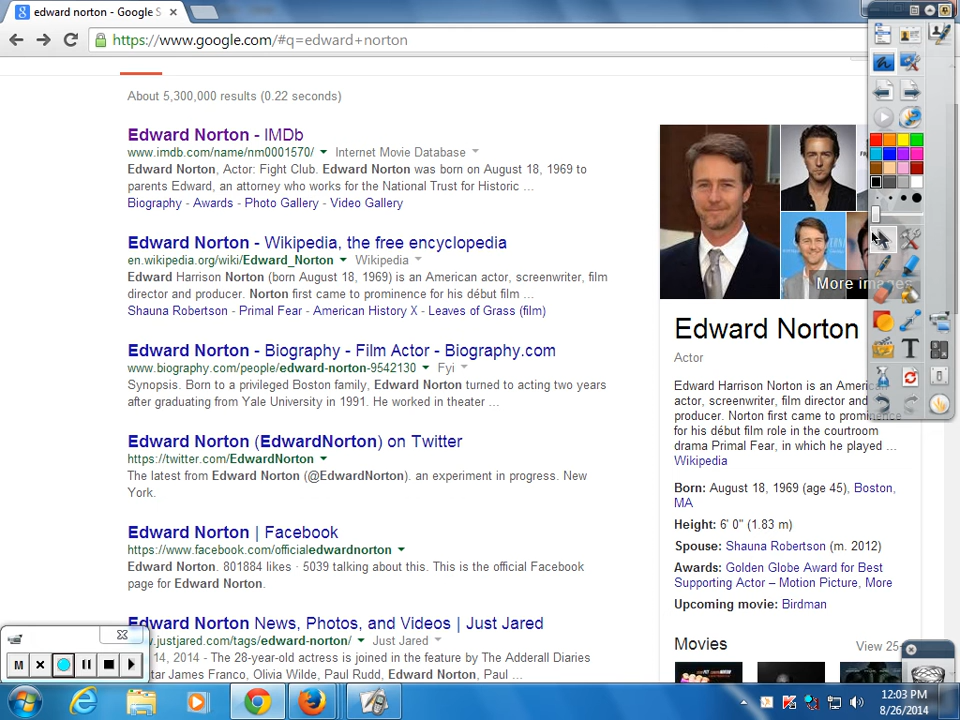 edward norton - Google S
https://www.google.com/#q=edward+norton
About 5,300,000 results (0.22 seconds)
Edward Norton - IMDb
www.imdb.com/name/nm0001570/ Internet Movie Database
Edward Norton, Actor: Fight Club. Edward Norton was born on August 18, 1969 to
parents Edward, an attorney who works for the National Trust for Historic ...
Biography - Awards - Photo Gallery - Video Gallery
Edward Norton - Wikipedia, the free encyclopedia
en.wikipedia.org/wiki/Edward_Norton Wikipedia
Edward Harrison Norton (born August 18, 1969) is an American actor, screenwriter, film
director and producer. Norton first came to prominence for his début film ...
Shauna Robertson - Primal Fear - American History X - Leaves of Grass (film)
Edward Norton - Biography - Film Actor - Biography.com
www.biography.com/people/edward-norton-9542130 Fyi
Synopsis. Born to a privileged Boston family, Edward Norton turned to acting two years
after graduating from Yale University in 1991. He worked in theater ...
Edward Norton (EdwardNorton) on Twitter
https://twitter.com/EdwardNorton
The latest from Edward Norton (@EdwardNorton). an experiment in progress. New
York.
Edward Norton | Facebook
https://www.facebook.com/officialedwardnorton
Edward Norton. 801884 likes · 5039 talking about this. This is the official Facebook
page for Edward Norton.
Edward Norton News, Photos, and Videos | Just Jared
.justjared.com/tags/edward-norton/ Just Jared
14, 2014 - The 28-year-old actress is joined in the feature by The Adderall Diaries
star James Franco, Olivia Wilde, Paul Rudd, Edward Norton, Paul ...
More images
Edward Norton
Actor
Edward Harrison Norton is an American
actor, screenwriter, film director and
producer. Norton first came to prominence
for his début film role in the courtroom
drama Primal Fear, in which he played ...
Wikipedia
Born: August 18, 1969 (age 45), Boston,
MA
Height: 6' 0" (1.83 m)
Spouse: Shauna Robertson (m. 2012)
Awards: Golden Globe Award for Best
Supporting Actor – Motion Picture, More
Upcoming movie: Birdman
Movies
View 25+
T
M
12:03 PM
8/26/2014